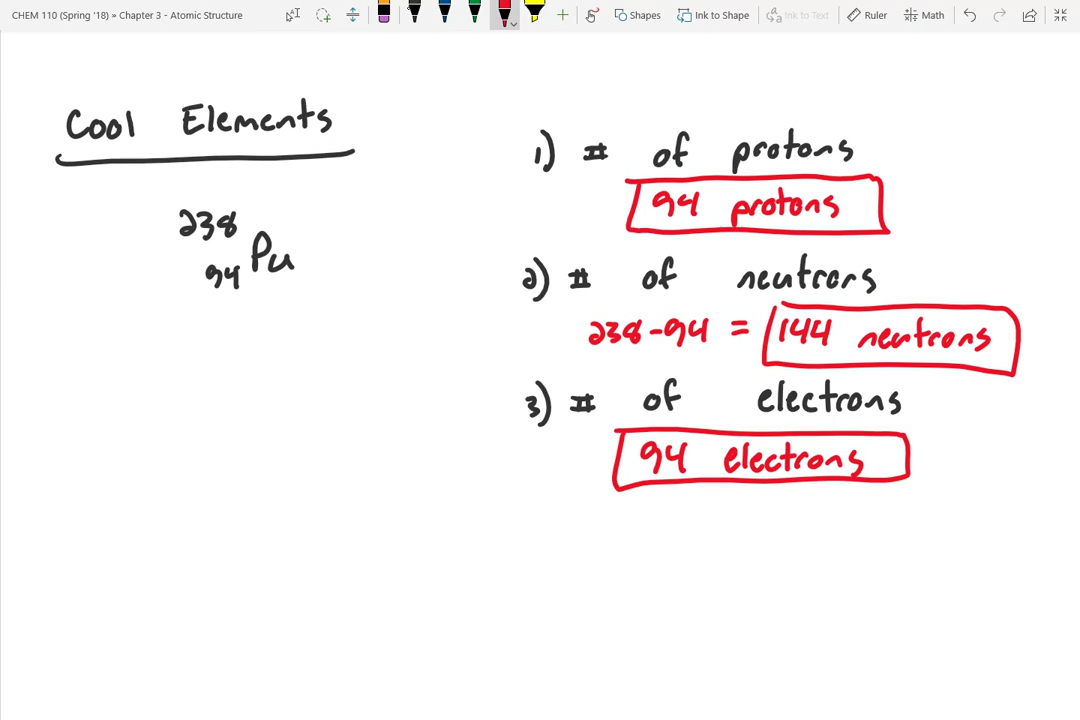 CHEM 110 (Spring '18) » Chapter 3 - Atomic Structure
Shapes
Ink to Shape
Ink to Text
Ruler
Math
Cool Elements
238
94 Pu
1) # of protons
94 protons
2) # of neutrons
238-94 = 144 neutrons
3) # of electrons
94 electrons